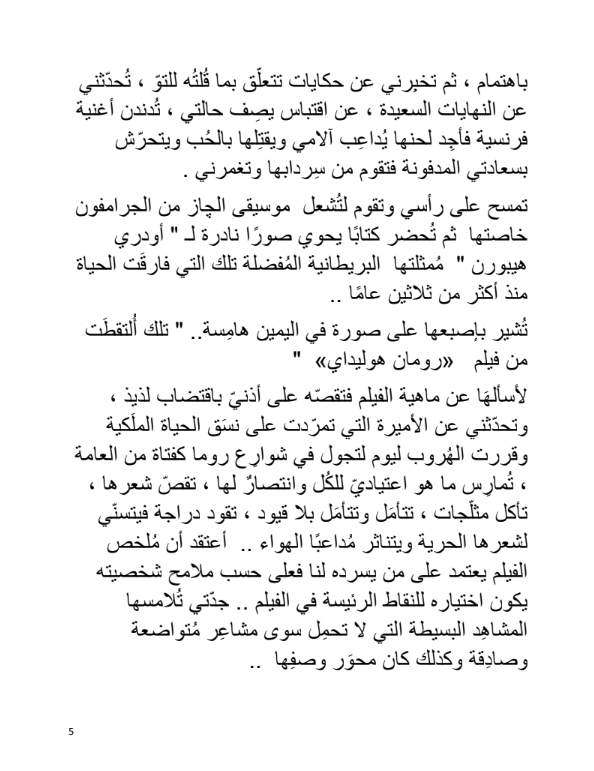 باهتمام ، ثم تخبِرني عن حكايات تتعلّق بما قُلتُه للتوّ ، تُحدّثني
عن النهايات السعيدة ، عن اقتباس يصِف حالتي ، تُدندن أغنية
فرنسية فأجِد لحنها يُداعِب آلامي ويقتِلها بالحُب ويتحرّش
بسعادتي المدفونة فتقوم من سِردابها وتغمرني .
تمسح على رأسي وتقوم لتُشعل موسيقى الچاز من الجرامفون
خاصتها ثم تُحضر كتابًا يحوي صورًا نادرة لـ " أودري
هيبورن " مُمثلتها البريطانية المُفضلة تلك التي فارقَت الحياة
منذ أكثر من ثلاثين عامًا ..
تُشير بإصبعها على صورة في اليمين هامِسة.. " تلك أُلتقطَت
من فيلم «رومان هوليداي» "
لأسألهَا عن ماهية الفيلم فتقصّه على أذنيّ باقتضاب لذيذ ،
وتحدّثني عن الأميرة التي تمرّدت على نسَق الحياة الملَكية
وقررت الهُروب ليوم لتجول في شوارِع روما كفتاة من العامة
، تُمارِس ما هو اعتياديّ للكُل وانتصارٌ لها ، تقصّ شعرها ،
تأكل مثلّجات ، تتأمَل وتتأمَل بلا قيود ، تقود دراجة فيتسنّي
لشعرها الحرية ويتناثر مُداعبًا الهواء .. أعتقد أن مُلخص
الفيلم يعتمد على من يسرده لنا فعلى حسب ملامح شخصيته
يكون اختياره للنقاط الرئيسة في الفيلم .. جدّتي تُلامسها
المشاهِد البسيطة التي لا تحمِل سوى مشاعِر مُتواضعة
وصادِقة وكذلك كان محوَر وصفِها ..
5